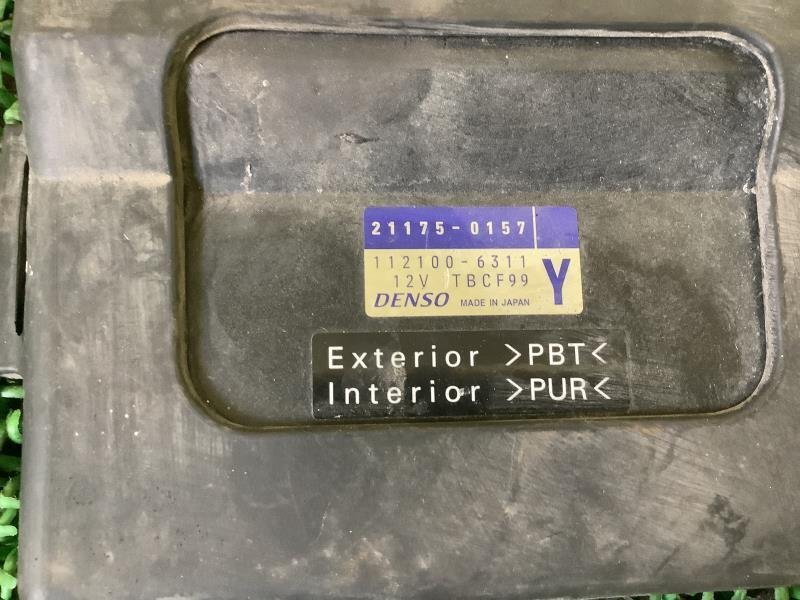 21175-0157
112100-6311
12V TBCF99
Y
DENSO MADE IN JAPAN
Exterior >PBT<
Interior >PUR<